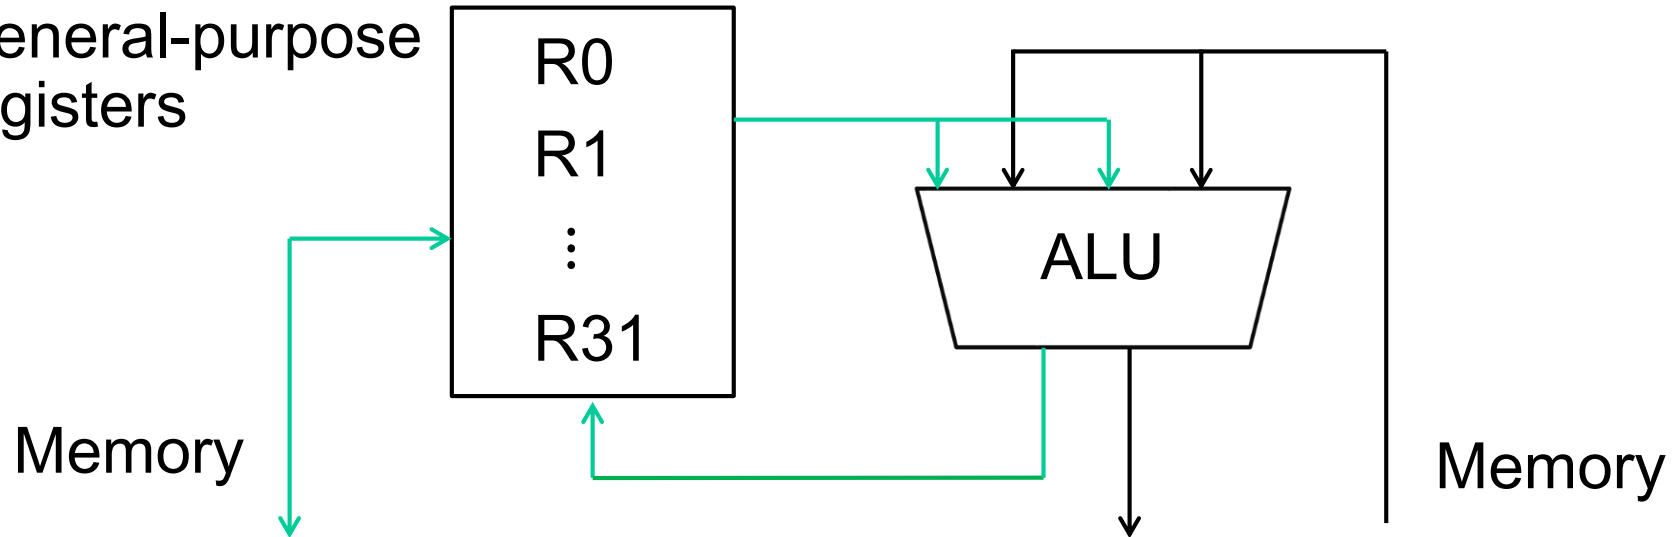 eneral-purpose
gisters
R0
R1
⋮
R31
ALU
Memory
Memory